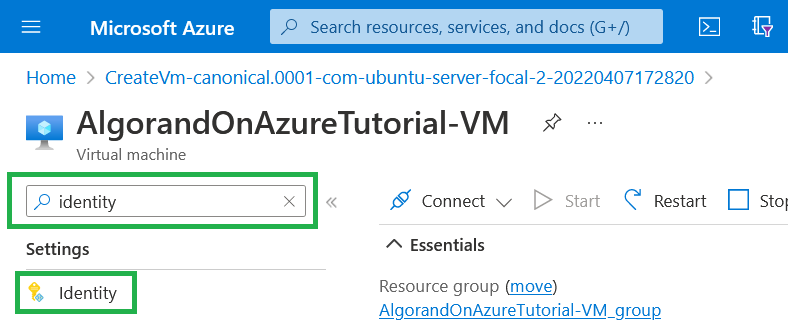 Microsoft Azure
Search resources, services, and docs (G+/)
Home > CreateVm-canonical.0001-com-ubuntu-server-focal-2-20220407172820 >
AlgorandOnAzureTutorial-VM
Virtual machine
identity
Connect
Start
Restart
Stop
Settings
Essentials
Identity
Resource group (move)
AlgorandOnAzureTutorial-VM_group